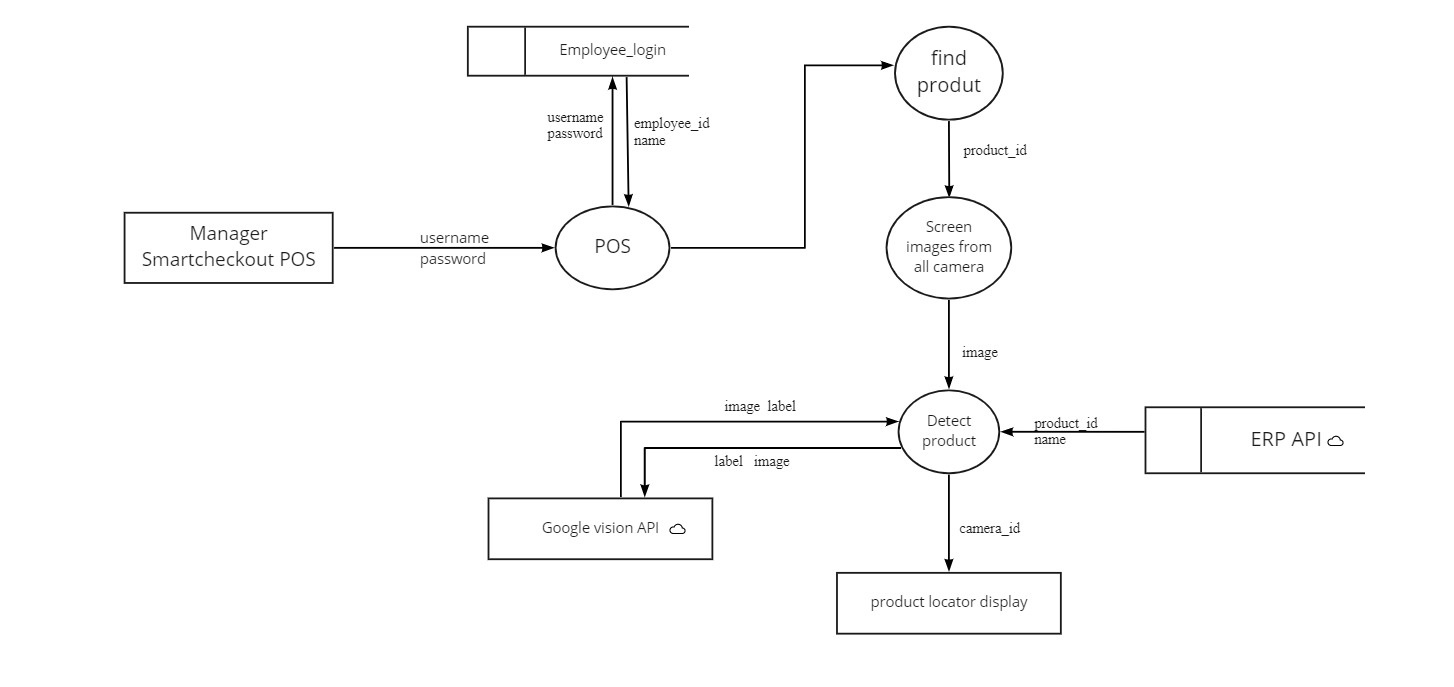 Employee_login
find
produt
username
password
employee_id
name
product_id
Manager
Smartcheckout POS
username
password
POS
Screen
images from
all camera
image
image label
Detect
product
product_id
name
ERP API
label image
Google vision API
camera_id
product locator display